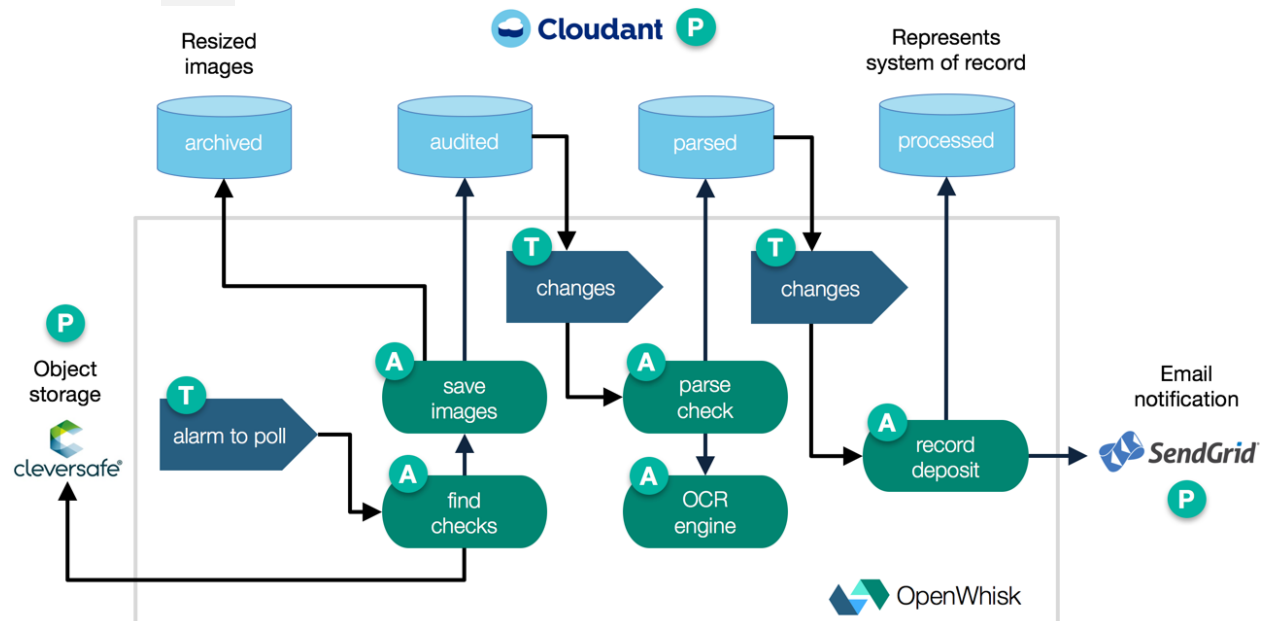 Cloudant P
Resized
images
Represents
system of record
archived
audited
parsed
processed
T
changes
T
changes
P
Object
storage
cleversafe®
T
alarm to poll
A
save
images
A
find
checks
A
parse
check
A
OCR
engine
A
record
deposit
Email
notification
SendGrid
P
OpenWhisk